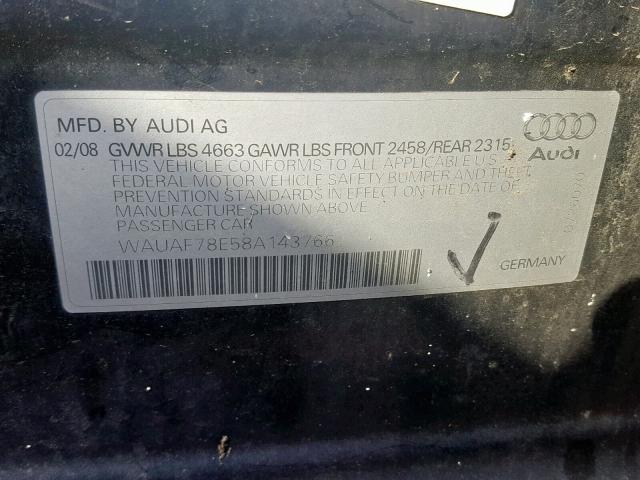 MFD. BY AUDI AG
02/08 GVWR LBS 4663 GAWR LBS FRONT 2458/REAR 2315
THIS VEHICLE CONFORMS TO ALL APPLICABLE U.S.
FEDERAL MOTOR VEHICLE SAFETY BUMPER AND THEFT
PREVENTION STANDARDS IN EFFECT ON THE DATE OF
MANUFACTURE SHOWN ABOVE
PASSENGER CAR
WAUAF78E58A143766
Audi
GERMANY